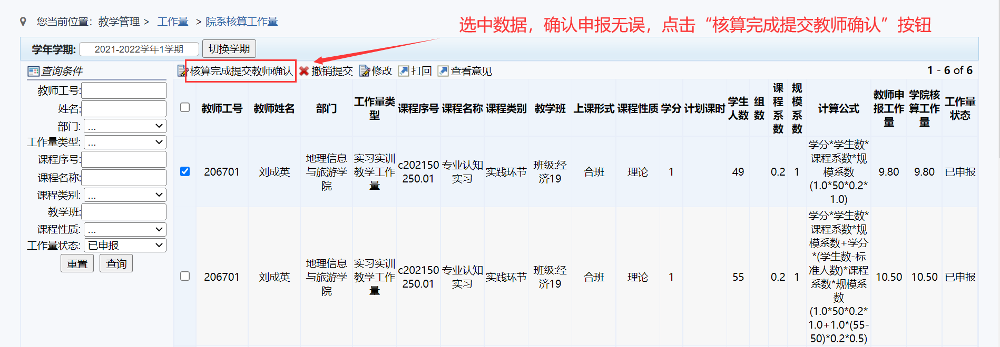 您当前位置：教学管理 > 工作量 > 院系核算工作量
选中数据，确认申报无误，点击“核算完成提交教师确认”按钮
学年学期: 2021-2022学年1学期 切换学期
查询条件
教师工号:
姓名:
部门: ...
工作量类型: ...
课程序号:
课程名称:
课程类别: ...
教学班:
课程性质: ...
工作量状态: 已申报
重置 查询
核算完成提交教师确认 撤销提交 修改 打回 查看意见 1 - 6 of 6
教师工号 教师姓名 部门 工作量类型 课程序号 课程名称 课程类别 教学班 上课形式 课程性质 学分 计划课时 学生人数 组数 课程系数 规模系数 计算公式 教师申报工作量 学院核算工作量 工作量状态
206701 刘成英 地理信息与旅游学院 实习实训教学工作量 c202150250.01 专业认知实习 实践环节 班级:经济19 合班 理论 1 49 0.2 1 学分*学生数*课程系数*规模系数(1.0*50*0.2*1.0) 9.80 9.80 已申报
206701 刘成英 地理信息与旅游学院 实习实训教学工作量 c202150250.01 专业认知实习 实践环节 班级:经济19 合班 理论 1 55 0.2 1 学分*学生数*课程系数*规模系数+学分*(学生数-标准人数)*课程系数*规模系数(1.0*50*0.2*1.0+1.0*(55-50)*0.2*0.5) 10.50 10.50 已申报